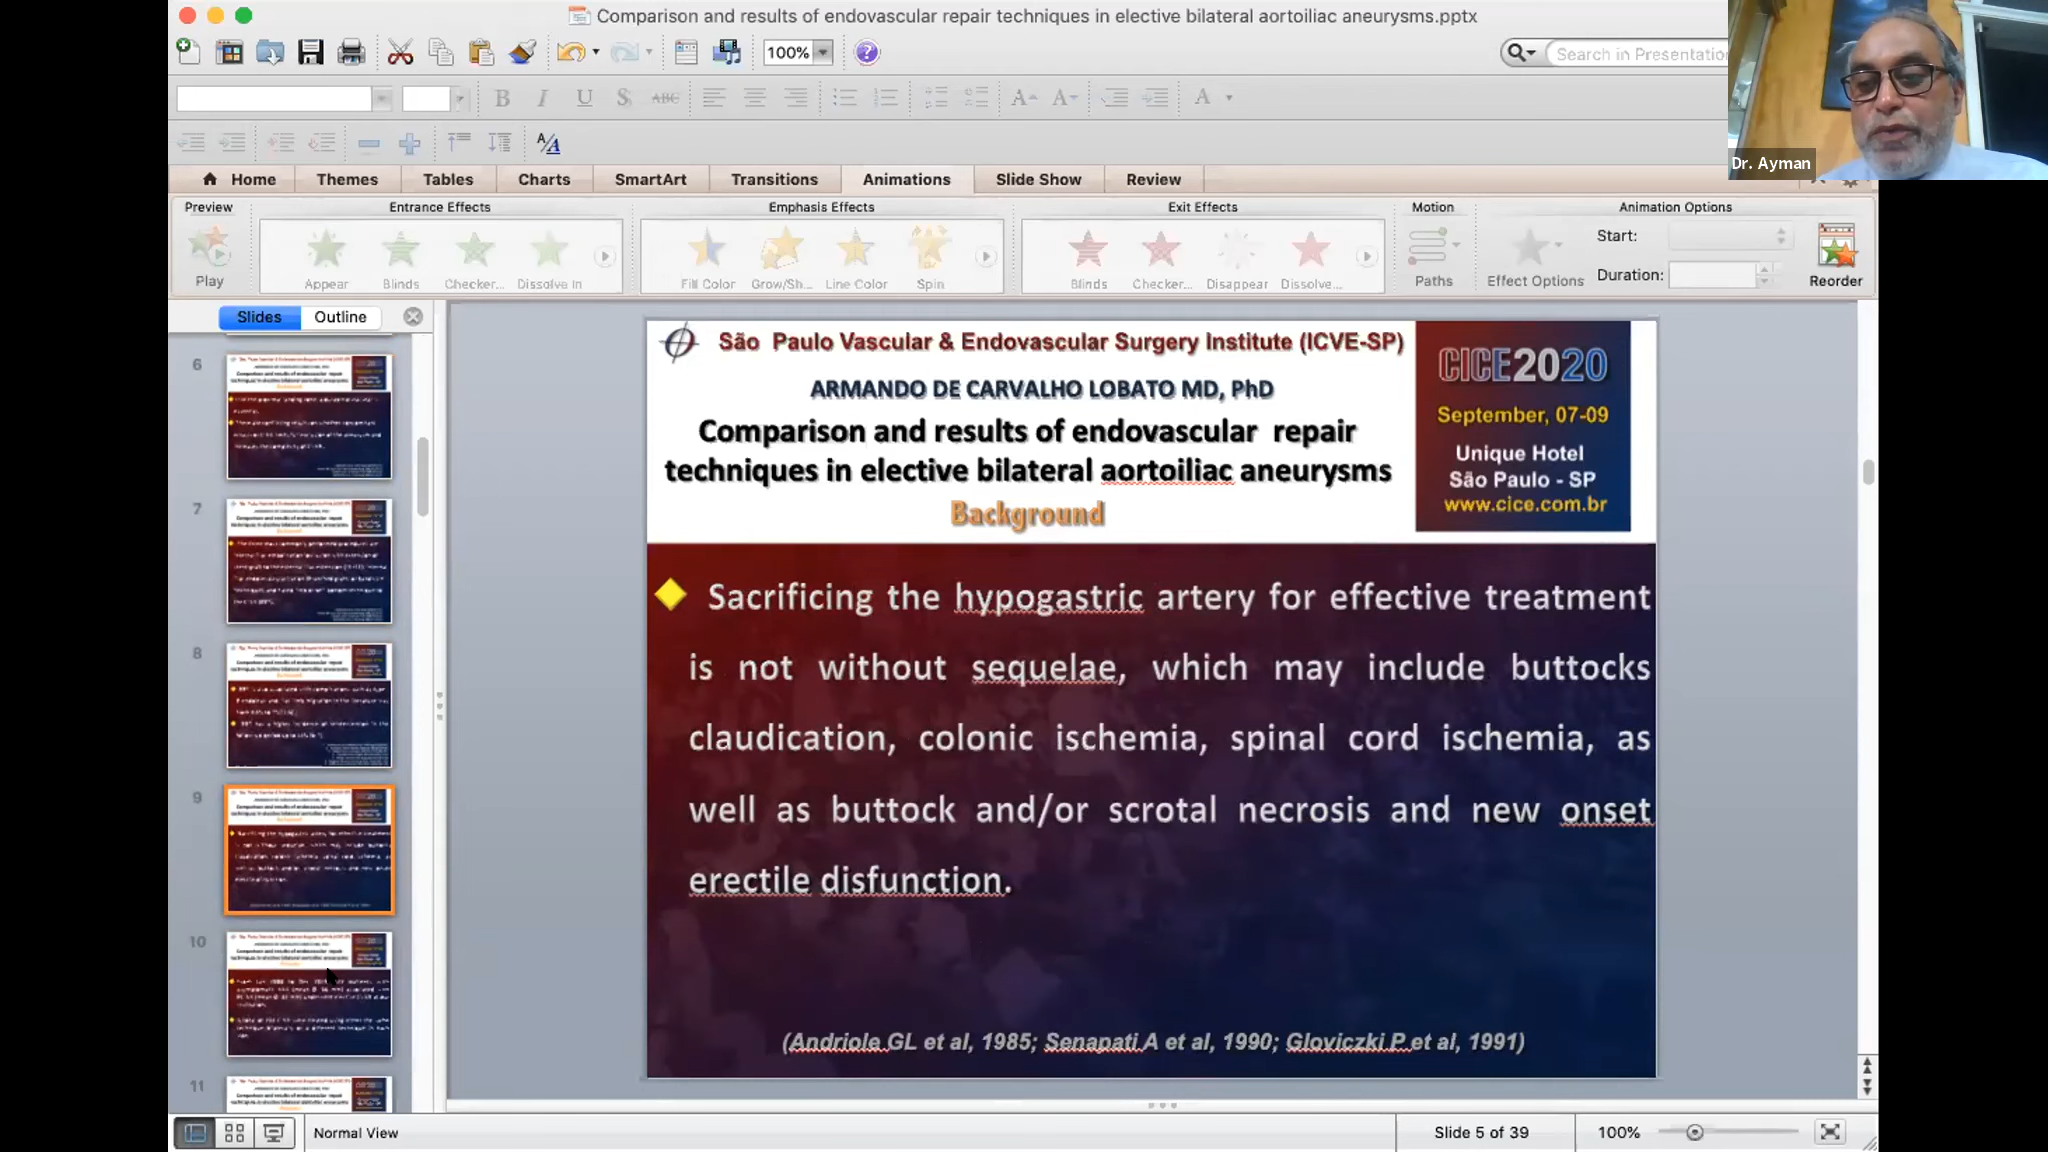 Comparison and results of endovascular repair techniques in elective bilateral aortoiliac aneurysms.pptx
100%
Search in Presentatio
Dr. Ayman
B I U S ABC
Home Themes Tables Charts SmartArt Transitions Animations Slide Show Review
Preview Entrance Effects Emphasis Effects Exit Effects Motion Animation Options
Start:
Duration:
Play Appear Blinds Checker... Dissolve In Fill Color Grow/Sh... Line Color Spin Blinds Checker... Disappear Dissolve... Paths Effect Options Reorder
Slides Outline
6
7
8
9
10
11
São Paulo Vascular & Endovascular Surgery Institute (ICVE-SP)
ARMANDO DE CARVALHO LOBATO MD, PhD
Comparison and results of endovascular repair
techniques in elective bilateral aortoiliac aneurysms
Background
CICE2020
September, 07-09
Unique Hotel
São Paulo - SP
www.cice.com.br
Sacrificing the hypogastric artery for effective treatment
is not without sequelae, which may include buttocks
claudication, colonic ischemia, spinal cord ischemia, as
well as buttock and/or scrotal necrosis and new onset
erectile disfunction.
(Andriole GL et al, 1985; Senapati A et al, 1990; Gloviczki P et al, 1991)
Normal View Slide 5 of 39 100%